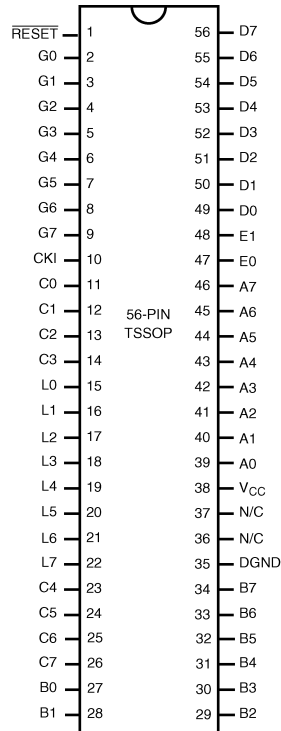 RESET 1 56 D7
G0 2 55 D6
G1 3 54 D5
G2 4 53 D4
G3 5 52 D3
G4 6 51 D2
G5 7 50 D1
G6 8 49 D0
G7 9 48 E1
CKI 10 47 E0
C0 11 46 A7
C1 12 45 A6
56-PIN
C2 13 44 A5
TSSOP
C3 14 43 A4
L0 15 42 A3
L1 16 41 A2
L2 17 40 A1
L3 18 39 A0
L4 19 38 VCC
L5 20 37 N/C
L6 21 36 N/C
L7 22 35 DGND
C4 23 34 B7
C5 24 33 B6
C6 25 32 B5
C7 26 31 B4
B0 27 30 B3
B1 28 29 B2